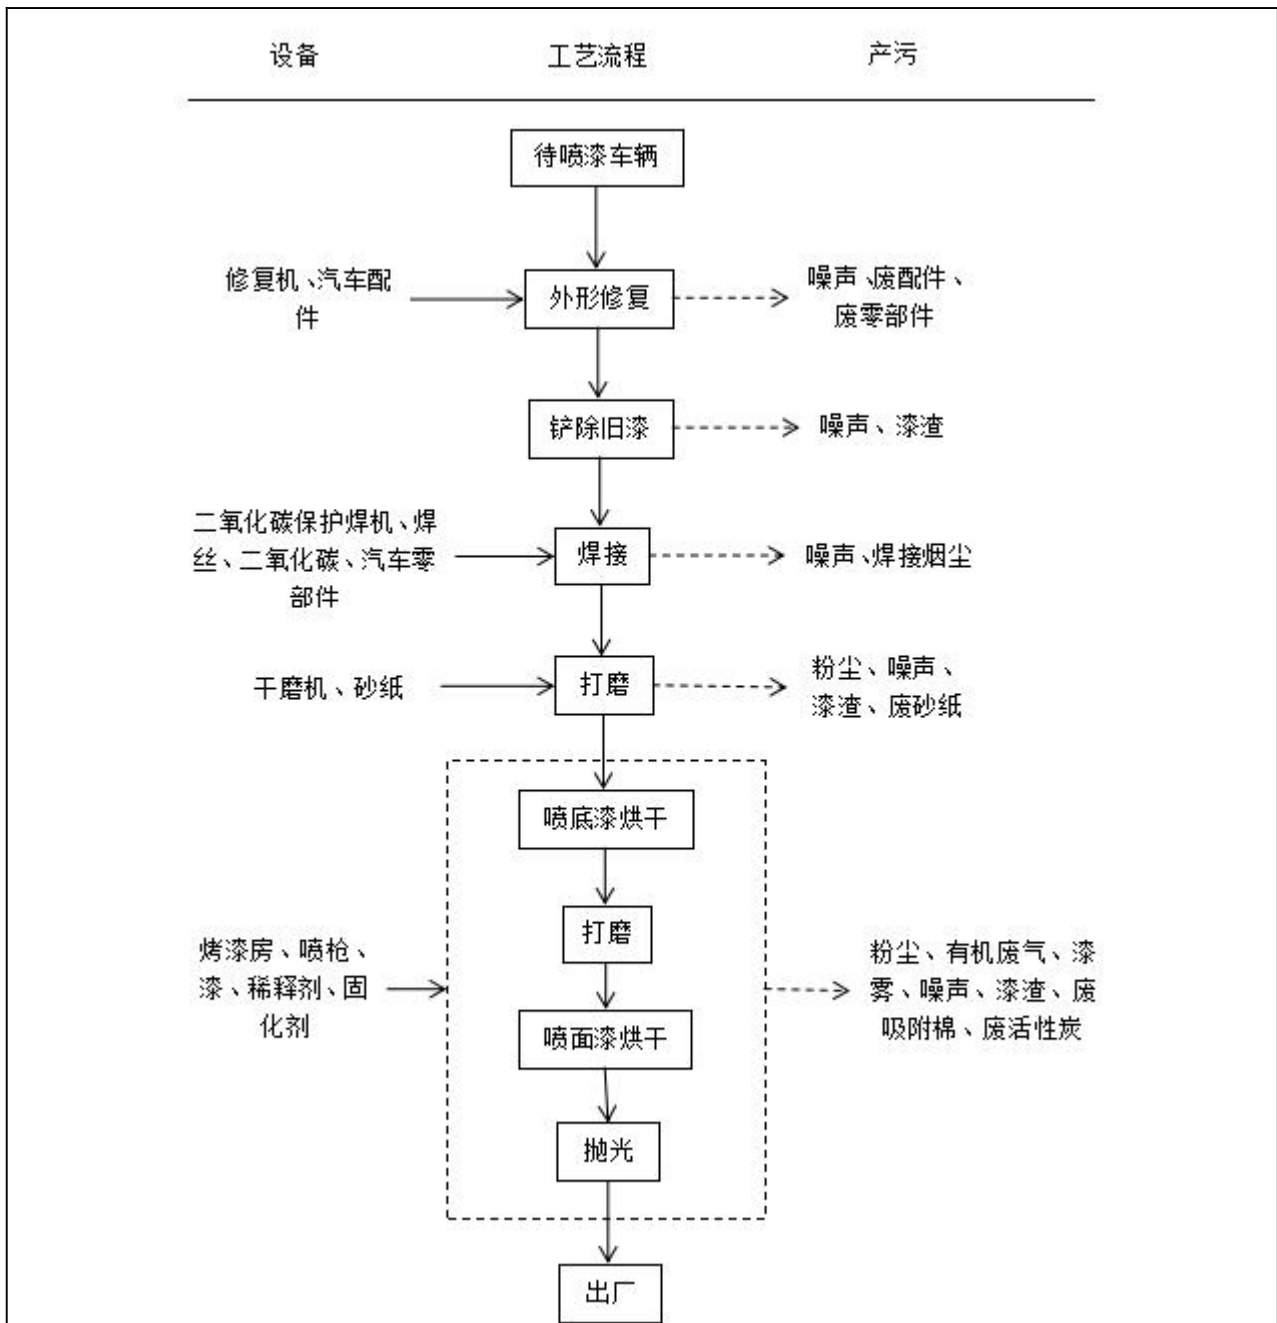 设备 工艺流程 产污
待喷漆车辆
修复机、汽车配
件
外形修复
噪声、废配件、
废零部件
铲除旧漆
噪声、漆渣
二氧化碳保护焊机、焊
丝、二氧化碳、汽车零
部件
焊接
噪声、焊接烟尘
干磨机、砂纸
打磨
粉尘、噪声、
漆渣、废砂纸
喷底漆烘干
打磨
烤漆房、喷枪、
漆、稀释剂、固
化剂
粉尘、有机废气、漆
雾、噪声、漆渣、废
吸附棉、废活性炭
喷面漆烘干
抛光
出厂